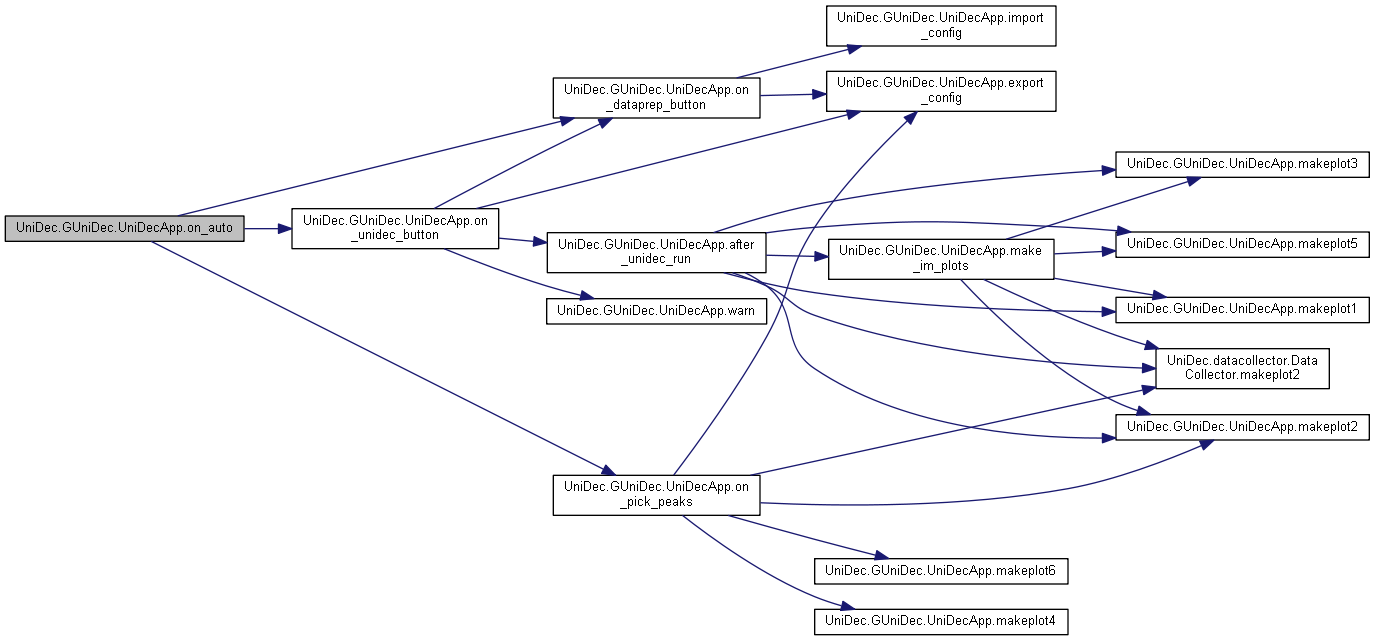 UniDec.GUniDec.UniDecApp.import
_config
UniDec.GUniDec.UniDecApp.export
_config
UniDec.GUniDec.UniDecApp.on
_dataprep_button
UniDec.GUniDec.UniDecApp.makeplot3
UniDec.GUniDec.UniDecApp.on_auto
UniDec.GUniDec.UniDecApp.on
_unidec_button
UniDec.GUniDec.UniDecApp.after
_unidec_run
UniDec.GUniDec.UniDecApp.make
_im_plots
UniDec.GUniDec.UniDecApp.makeplot5
UniDec.GUniDec.UniDecApp.warn
UniDec.GUniDec.UniDecApp.makeplot1
UniDec.datacollector.Data
Collector.makeplot2
UniDec.GUniDec.UniDecApp.makeplot2
UniDec.GUniDec.UniDecApp.on
_pick_peaks
UniDec.GUniDec.UniDecApp.makeplot6
UniDec.GUniDec.UniDecApp.makeplot4